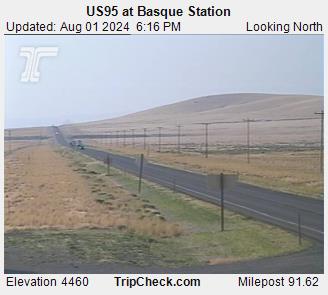 US95 at Basque Station
Updated: Aug 01 2024 6:16 PM Looking North
Elevation 4460 TripCheck.com Milepost 91.62